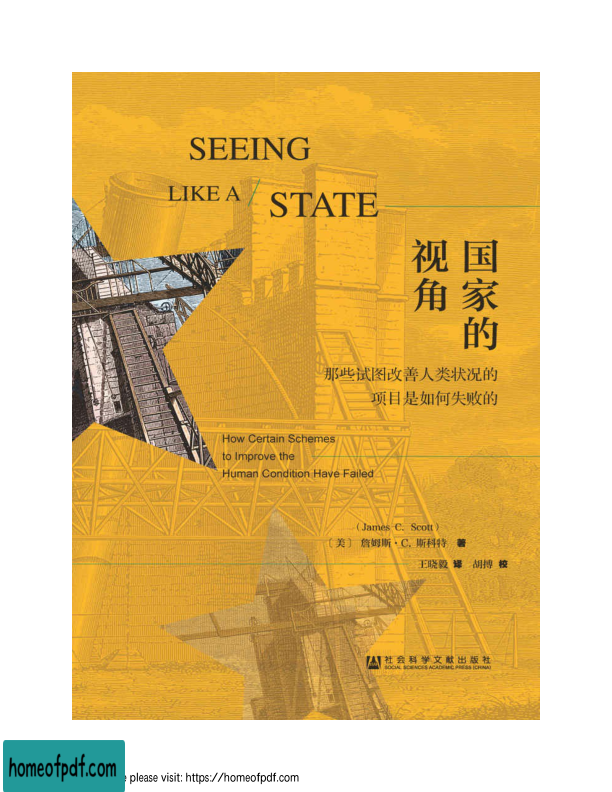 SEEING
LIKE A
STATE
国家的
视角
那些试图改善人类状况的
项目是如何失败的
How Certain Schemes
to Improve the
Human Condition Have Failed
(James C. Scott)
〔美〕詹姆斯·C. 斯科特 著
王晓毅 译 胡搏 校
社会科学文献出版社
SOCIAL SCIENCES ACADEMIC PRESS (CHINA)
homeofpdf.com
please visit: https://homeofpdf.com